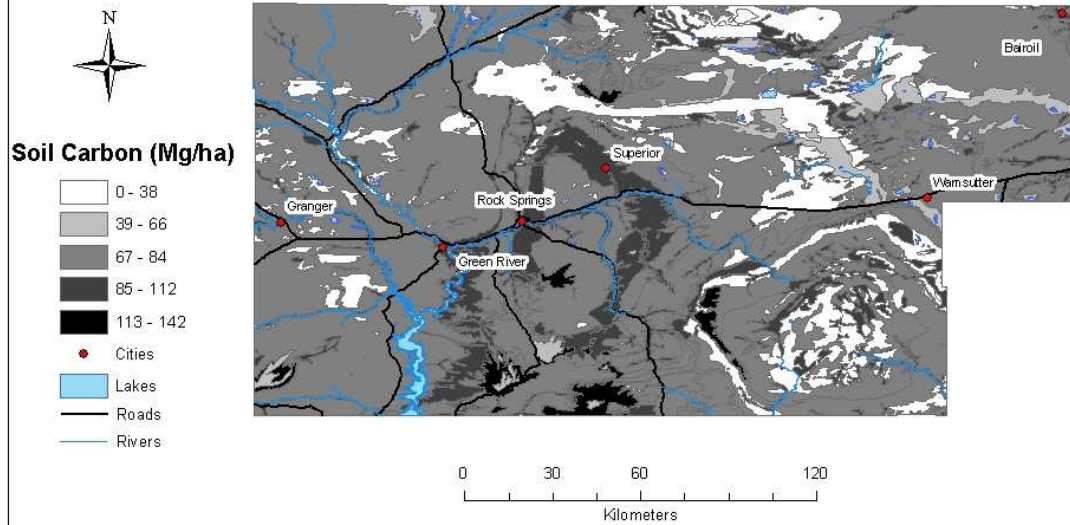 N
Soil Carbon (Mg/ha)
0 - 38
39 - 66
67 - 84
85 - 112
113 - 142
Cities
Lakes
Roads
Rivers
Bairoil
Superior
Wamsutter
Rock Springs
Granger
Green River
0 30 60 120
Kilometers